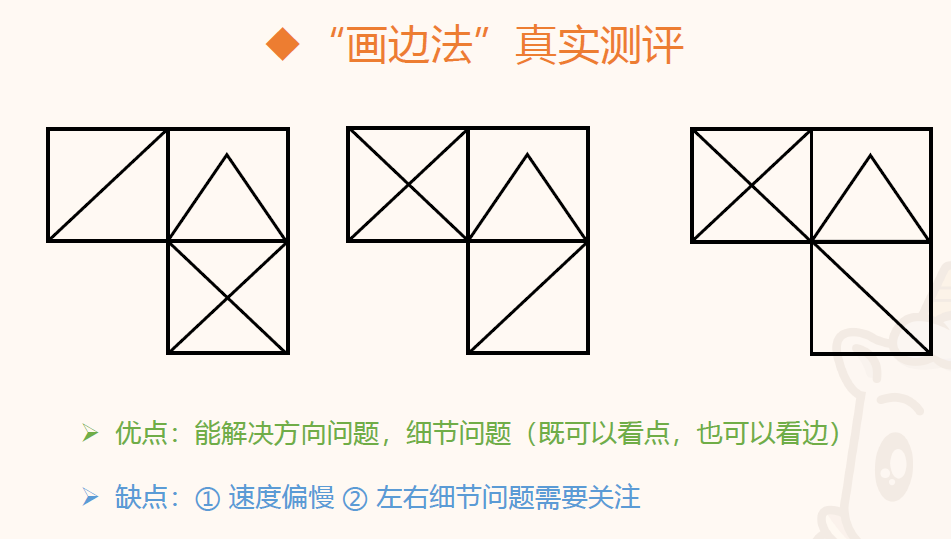 ◆ “画边法”真实测评
➢ 优点：能解决方向问题，细节问题（既可以看点，也可以看边）
➢ 缺点：① 速度偏慢 ② 左右细节问题需要关注